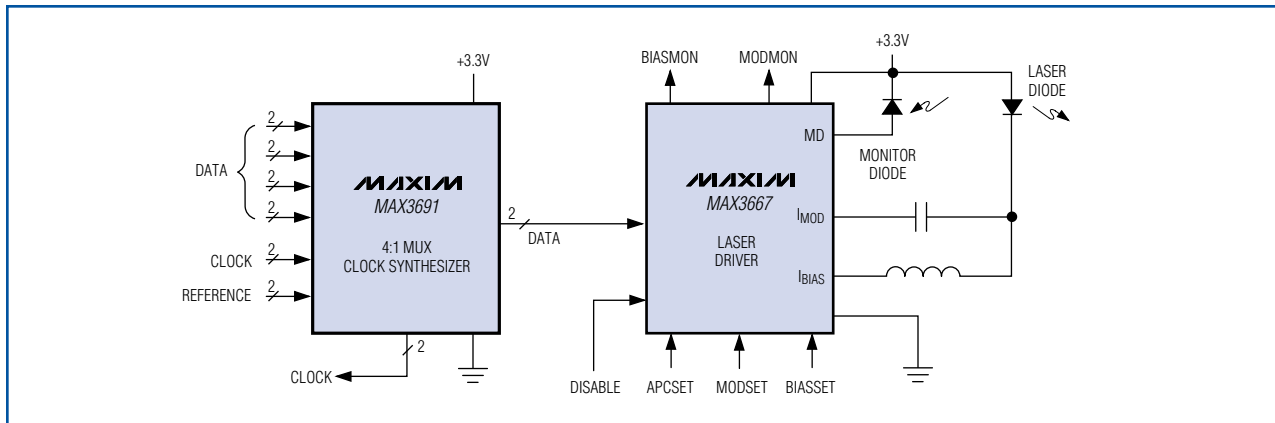 +3.3V
2
2
2
2
DATA
CLOCK
2
REFERENCE
2
MAXIM
MAX3691
4:1 MUX
CLOCK SYNTHESIZER
2
CLOCK
2
DATA
BIASMON
MODMON
+3.3V
LASER
DIODE
MD
MONITOR
DIODE
MAXIM
MAX3667
LASER
DRIVER
IMOD
IBIAS
DISABLE
APCSET
MODSET
BIASSET